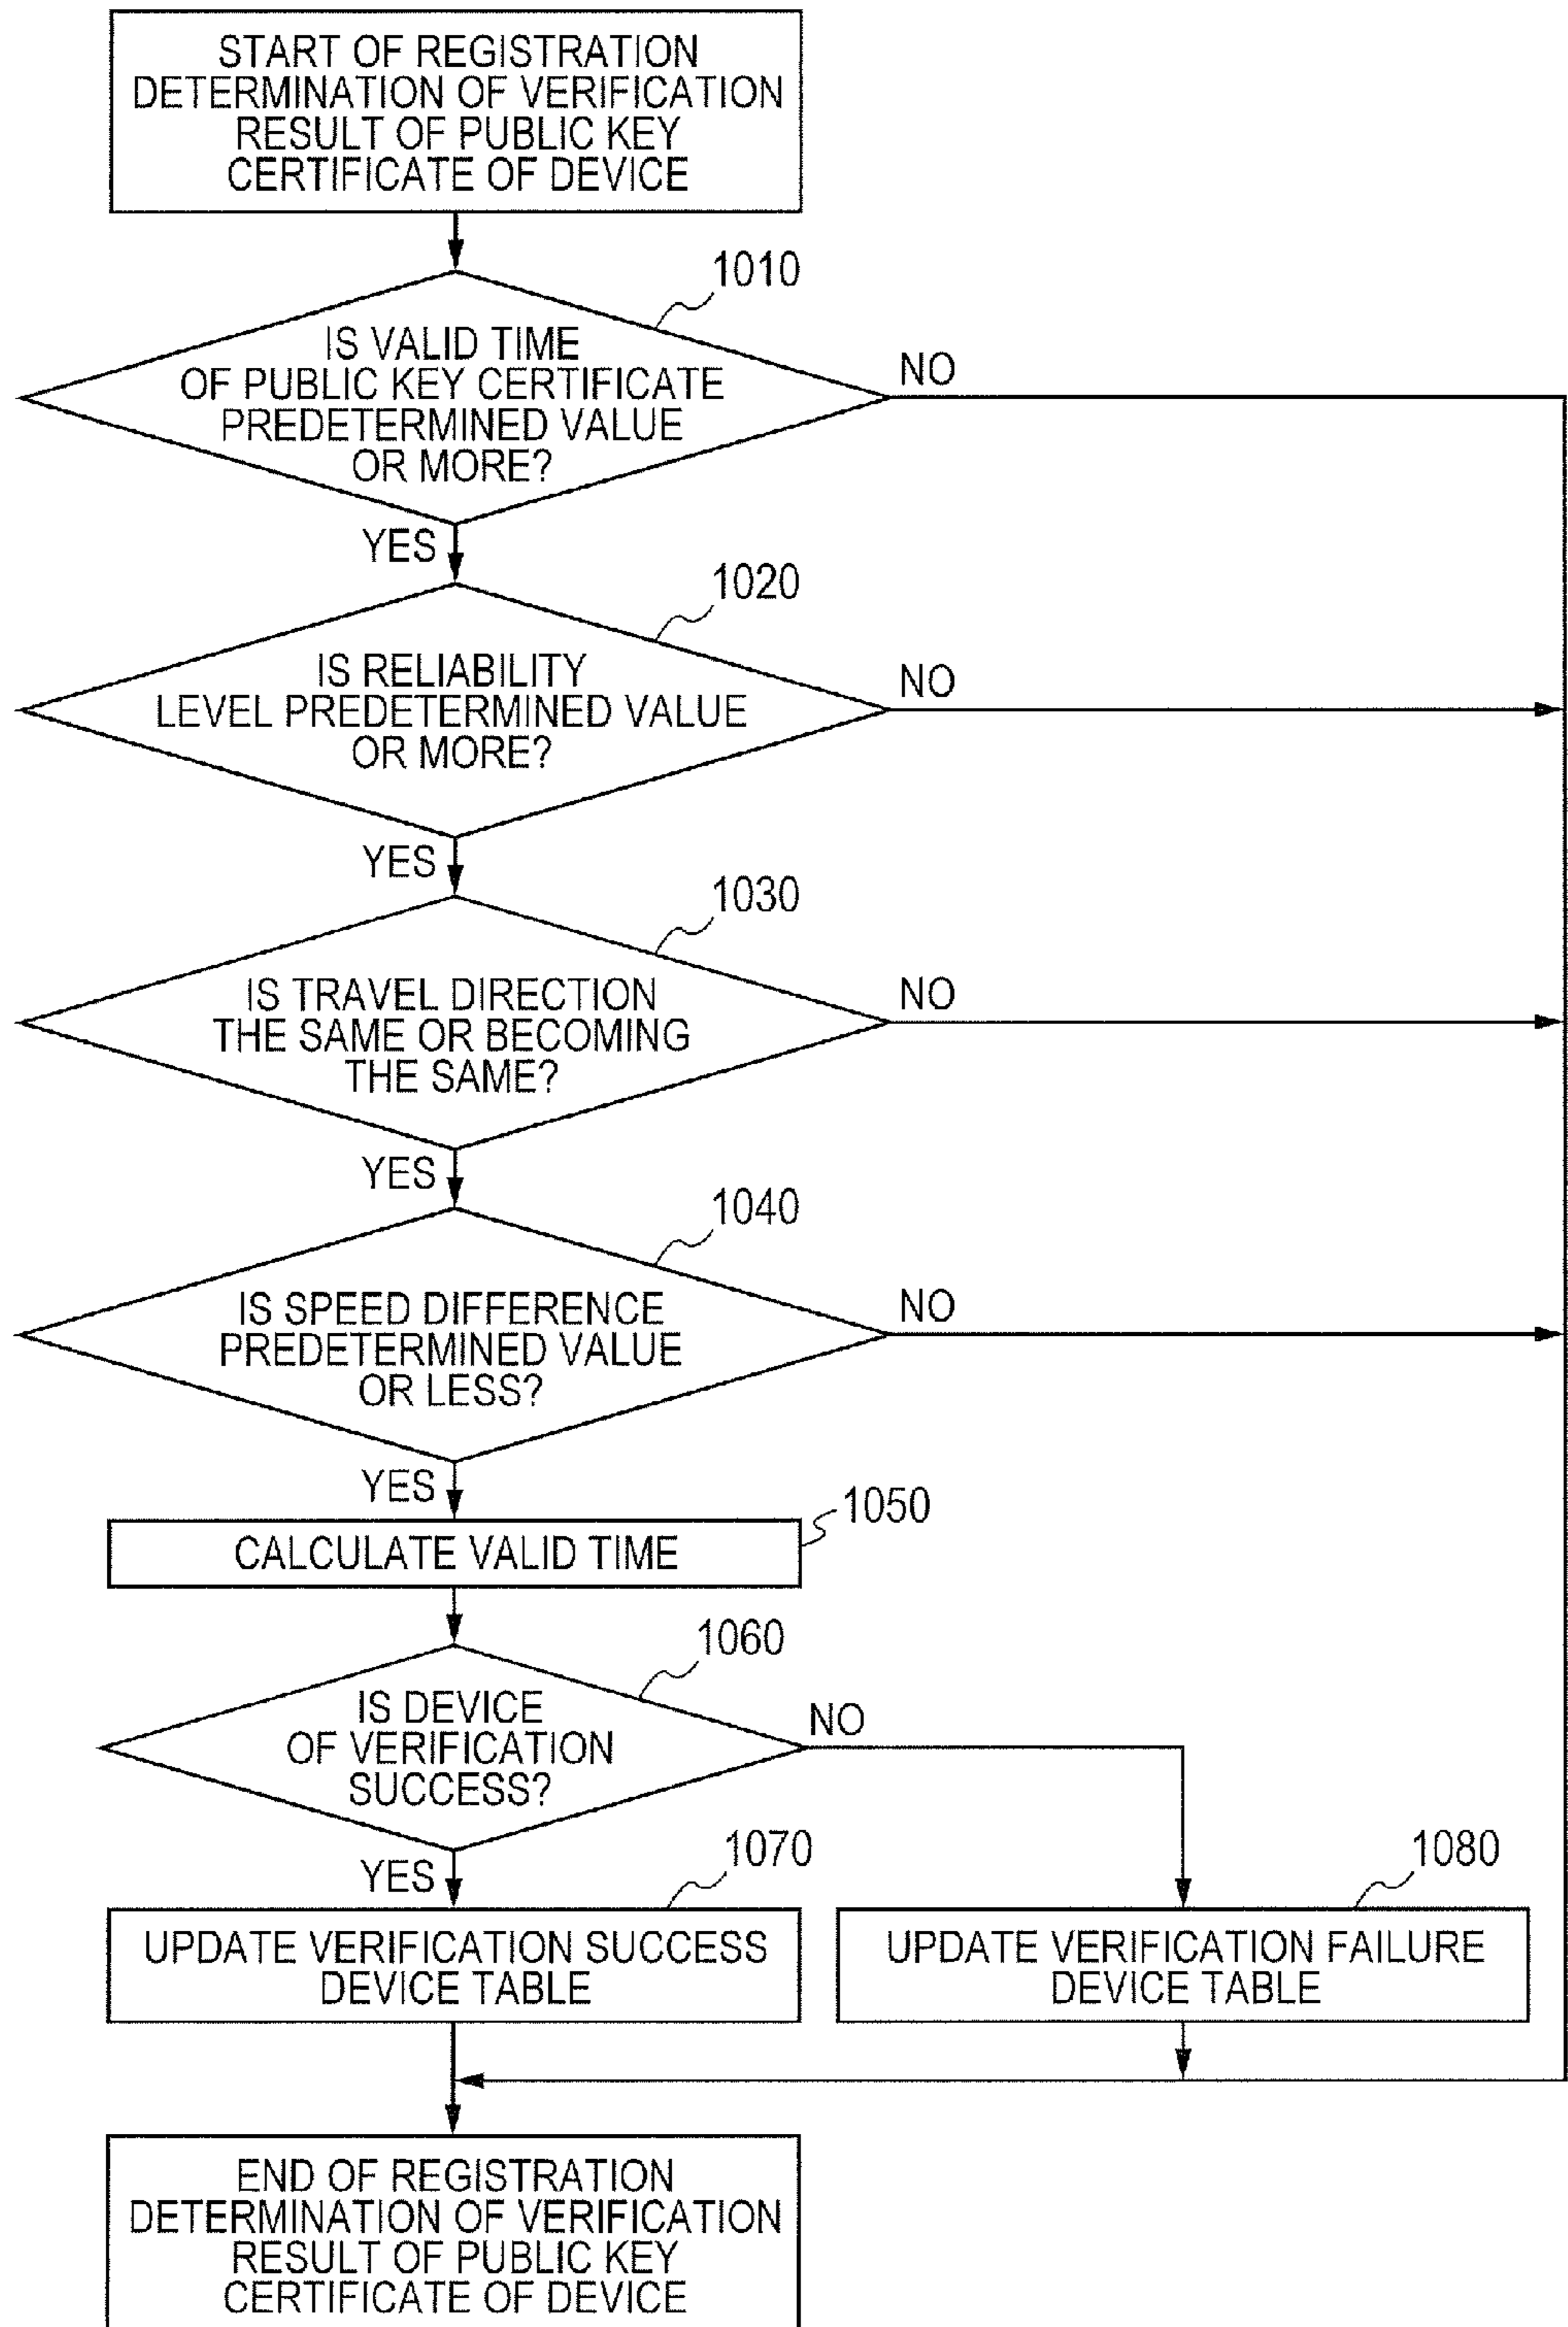 START OF REGISTRATION
DETERMINATION OF VERIFICATION
RESULT OF PUBLIC KEY
CERTIFICATE OF DEVICE
1010
IS VALID TIME
OF PUBLIC KEY CERTIFICATE
PREDETERMINED VALUE
OR MORE?
NO
YES
1020
IS RELIABILITY
LEVEL PREDETERMINED VALUE
OR MORE?
NO
YES
1030
IS TRAVEL DIRECTION
THE SAME OR BECOMING
THE SAME?
NO
YES
1040
IS SPEED DIFFERENCE
PREDETERMINED VALUE
OR LESS?
NO
YES
1050
CALCULATE VALID TIME
1060
IS DEVICE
OF VERIFICATION
SUCCESS?
NO
YES
1070
UPDATE VERIFICATION SUCCESS
DEVICE TABLE
1080
UPDATE VERIFICATION FAILURE
DEVICE TABLE
END OF REGISTRATION
DETERMINATION OF VERIFICATION
RESULT OF PUBLIC KEY
CERTIFICATE OF DEVICE